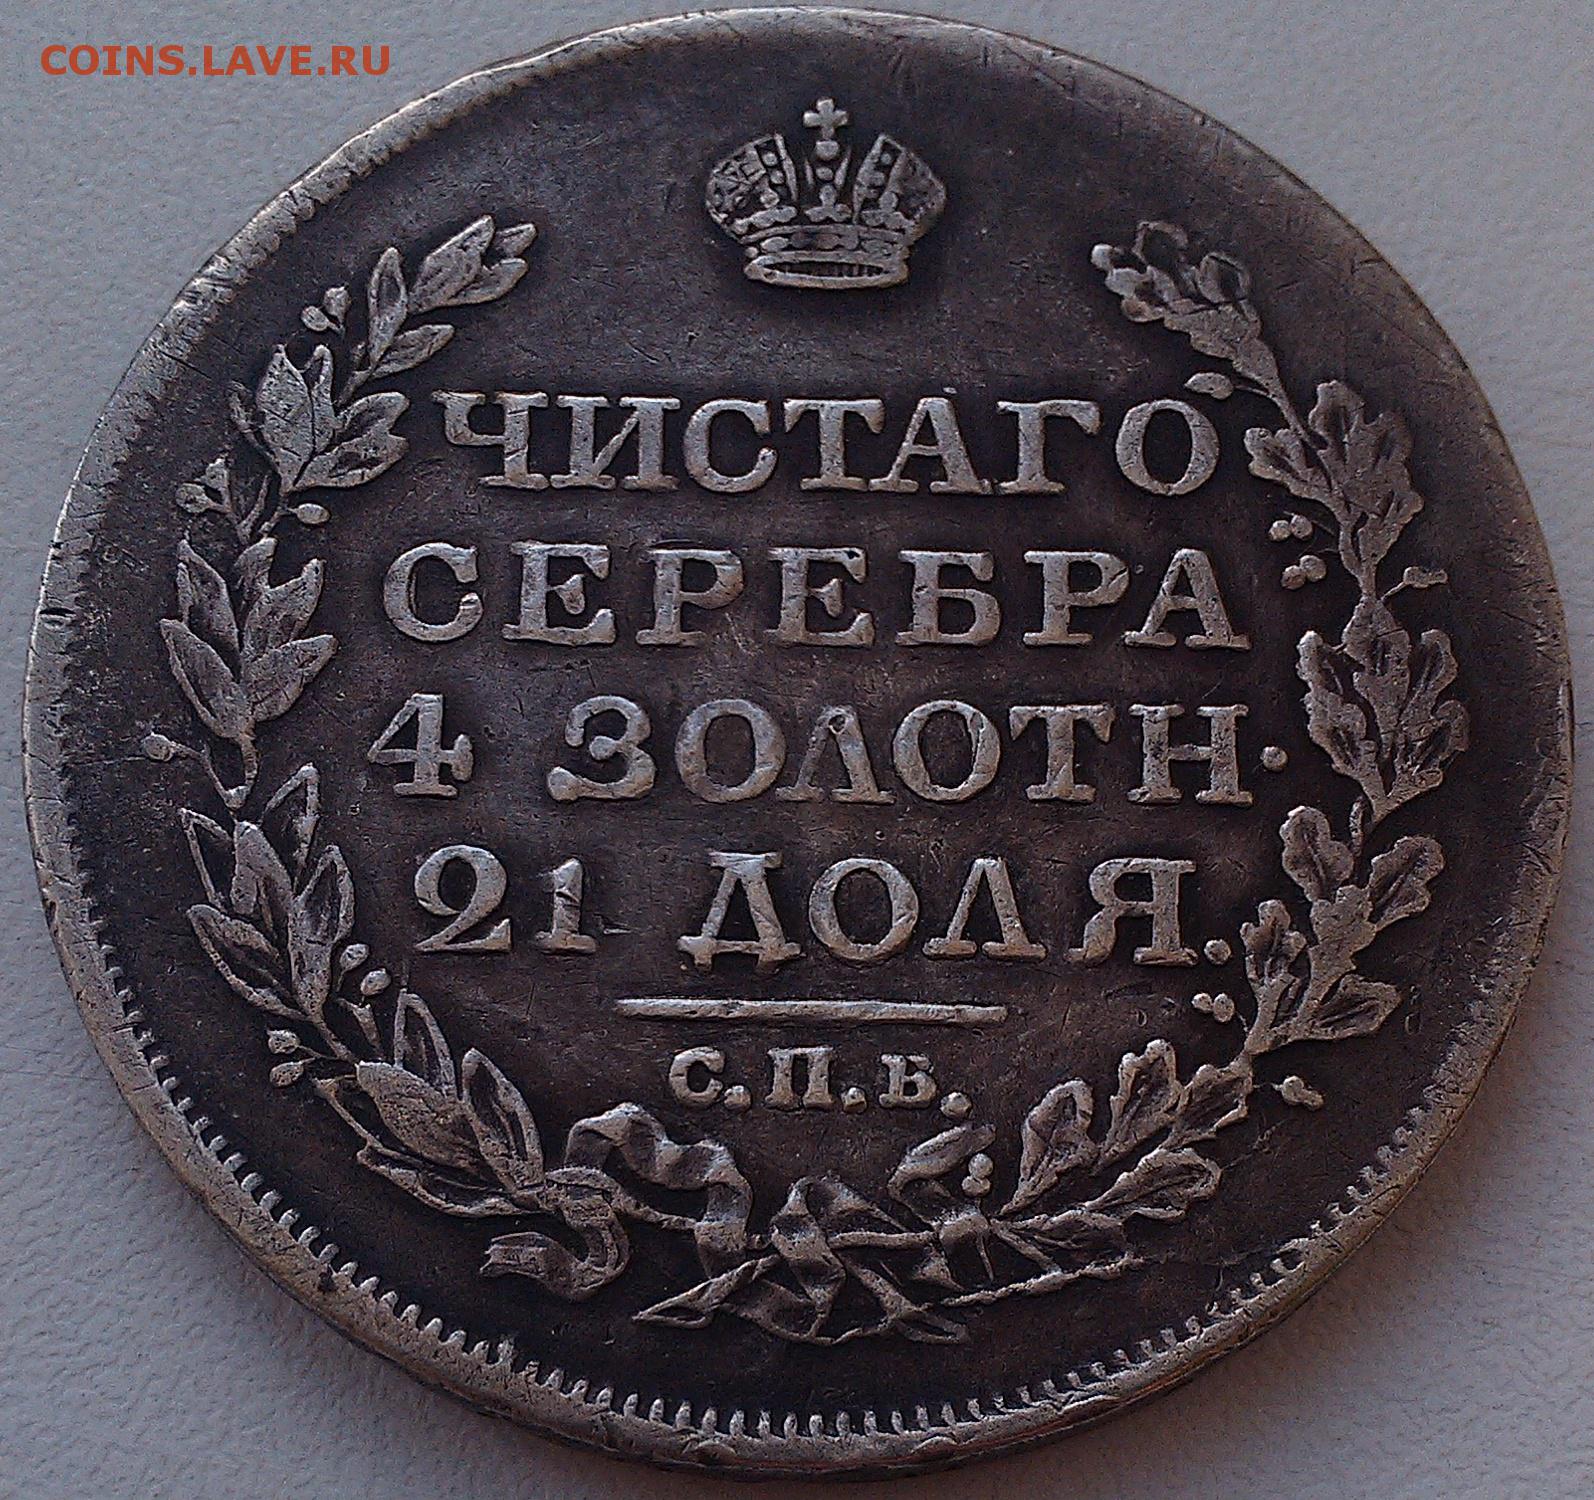 COINS.LAVE.RU
ЧИСТАГО
СЕРЕБРА
4 ЗОЛОТН.
21 ДОЛЯ.
С.П.Б.